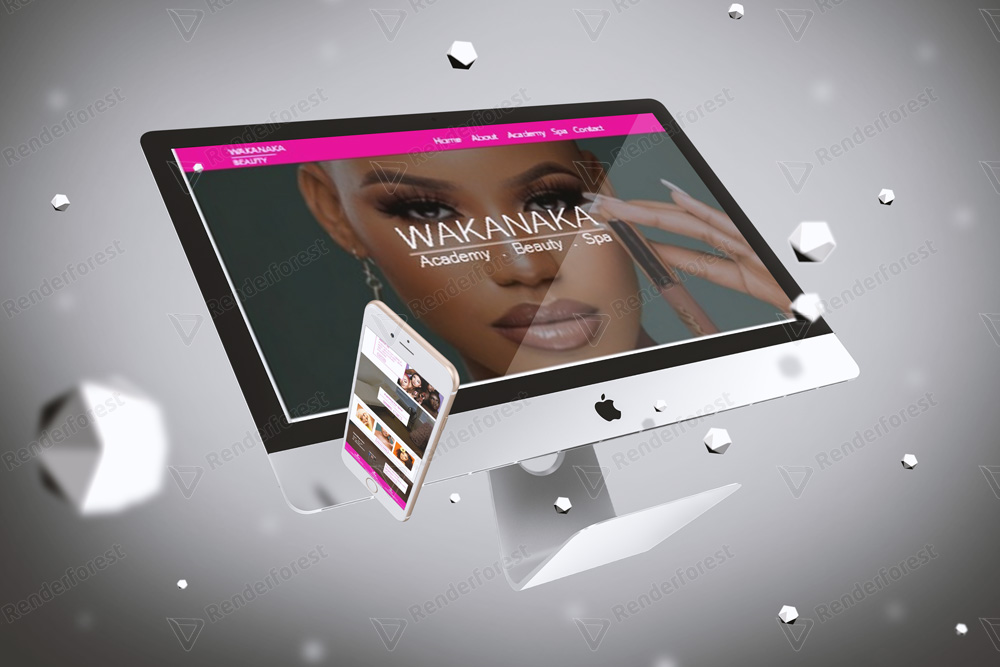 WAKANAKA
BEAUTY
Home About Academy Spa Contact
WAKANAKA
Academy . Beauty . Spa
Renderforest